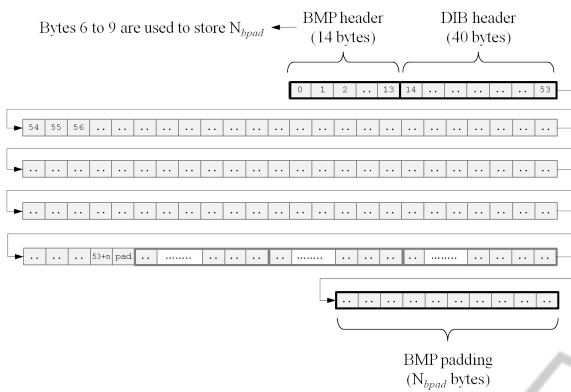 Bytes 6 to 9 are used to store N_bpad
BMP header
(14 bytes)
DIB header
(40 bytes)
0 1 2 .. 13 14 .. .. .. .. .. 53
54 55 56 .. .. .. .. .. .. .. .. .. .. .. .. .. .. .. .. .. .. .. .. ..
.. .. .. .. .. .. .. .. .. .. .. .. .. .. .. .. .. .. .. .. .. .. .. ..
.. .. .. .. .. .. .. .. .. .. .. .. .. .. .. .. .. .. .. .. .. .. .. ..
.. .. .. 53+n pad .. ........ .. .. .. .. ........ .. .. .. .. ........ .. .. .. ..
.. .. .. .. .. .. .. .. .. ..
BMP padding
(N_bpad bytes)